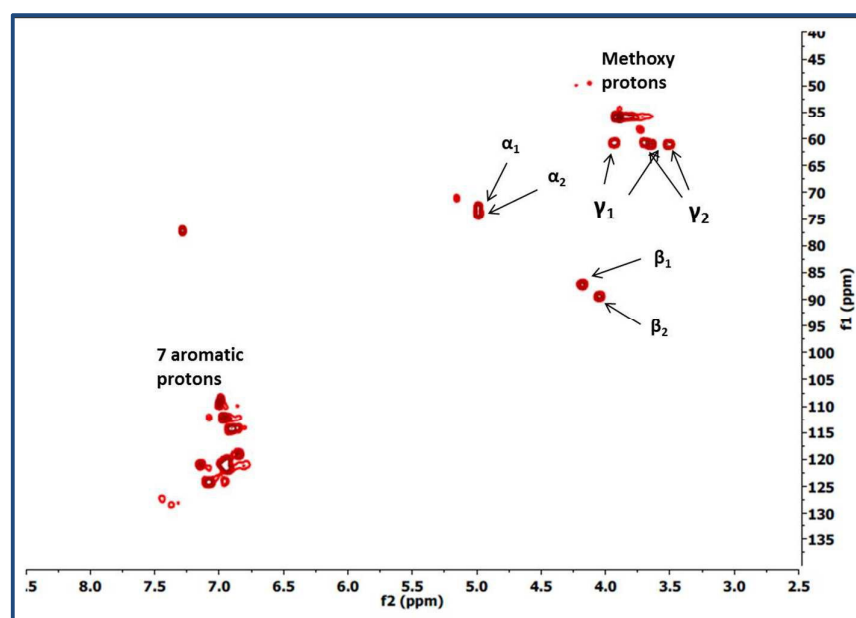 Methoxy
protons
α₁
α₂
γ₁
γ₂
β₁
β₂
7 aromatic
protons
40
45
50
55
60
65
70
75
80
85
90
95
100
105
110
115
120
125
130
135
f1 (ppm)
.5 8.0 7.5 7.0 6.5 6.0 5.5 5.0 4.5 4.0 3.5 3.0 2.5
f2 (ppm)